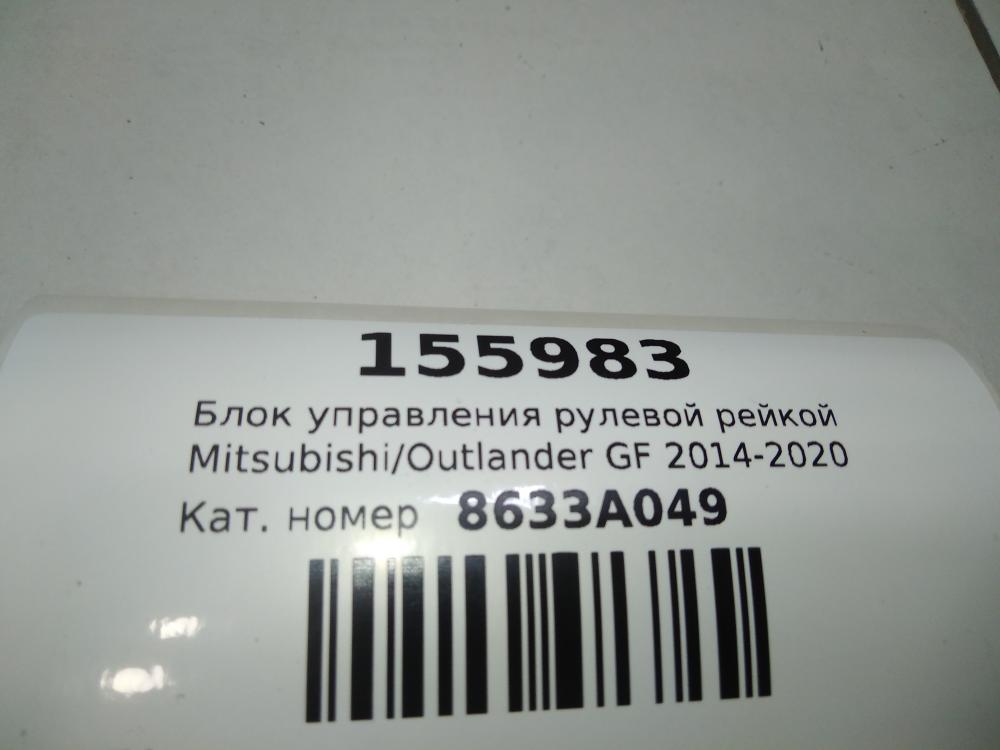 155983
Блок управления рулевой рейкой
Mitsubishi/Outlander GF 2014-2020
Кат. номер 8633A049